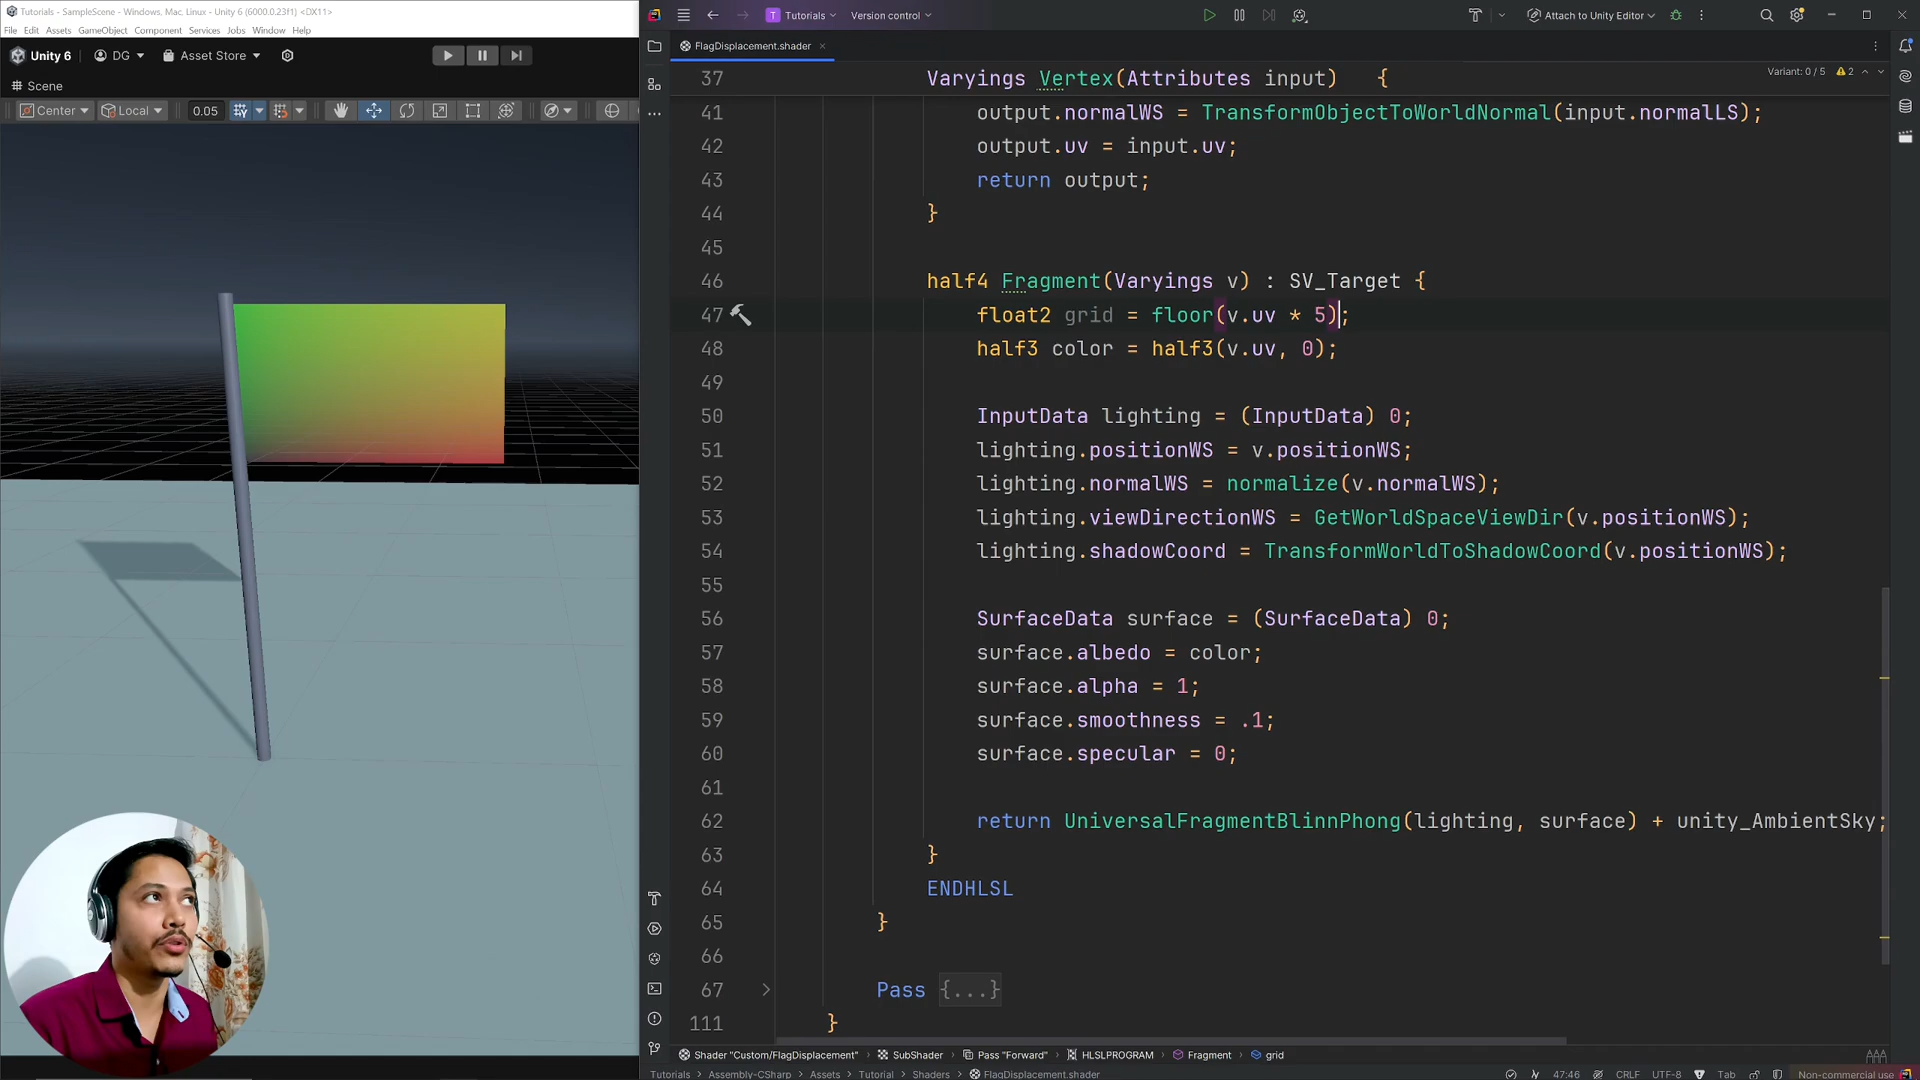 Tutorials - SampleScene - Windows, Mac, Linux - Unity 6 (6000.0.23f1) <DX11>
File Edit Assets GameObject Component Services Jobs Window Help
Unity 6 DG Asset Store
Scene
Center Local 0.05
T Tutorials Version control Attach to Unity Editor
FlagDisplacement.shader
Variant: 0 / 5 2
37 Varyings Vertex(Attributes input) {
41 output.normalWS = TransformObjectToWorldNormal(input.normalLS);
42 output.uv = input.uv;
43 return output;
44 }
45
46 half4 Fragment(Varyings v) : SV_Target {
47 float2 grid = floor(v.uv * 5);
48 half3 color = half3(v.uv, 0);
49
50 InputData lighting = (InputData) 0;
51 lighting.positionWS = v.positionWS;
52 lighting.normalWS = normalize(v.normalWS);
53 lighting.viewDirectionWS = GetWorldSpaceViewDir(v.positionWS);
54 lighting.shadowCoord = TransformWorldToShadowCoord(v.positionWS);
55
56 SurfaceData surface = (SurfaceData) 0;
57 surface.albedo = color;
58 surface.alpha = 1;
59 surface.smoothness = .1;
60 surface.specular = 0;
61
62 return UniversalFragmentBlinnPhong(lighting, surface) + unity_AmbientSky;
63 }
64 ENDHLSL
65 }
66
67 Pass {...}
111 }
Shader "Custom/FlagDisplacement" SubShader Pass "Forward" HLSLPROGRAM Fragment grid
Tutorials Assembly-CSharp Assets Tutorial Shaders FlagDisplacement.shader 47:46 CRLF UTF-8 Tab Non-commercial use